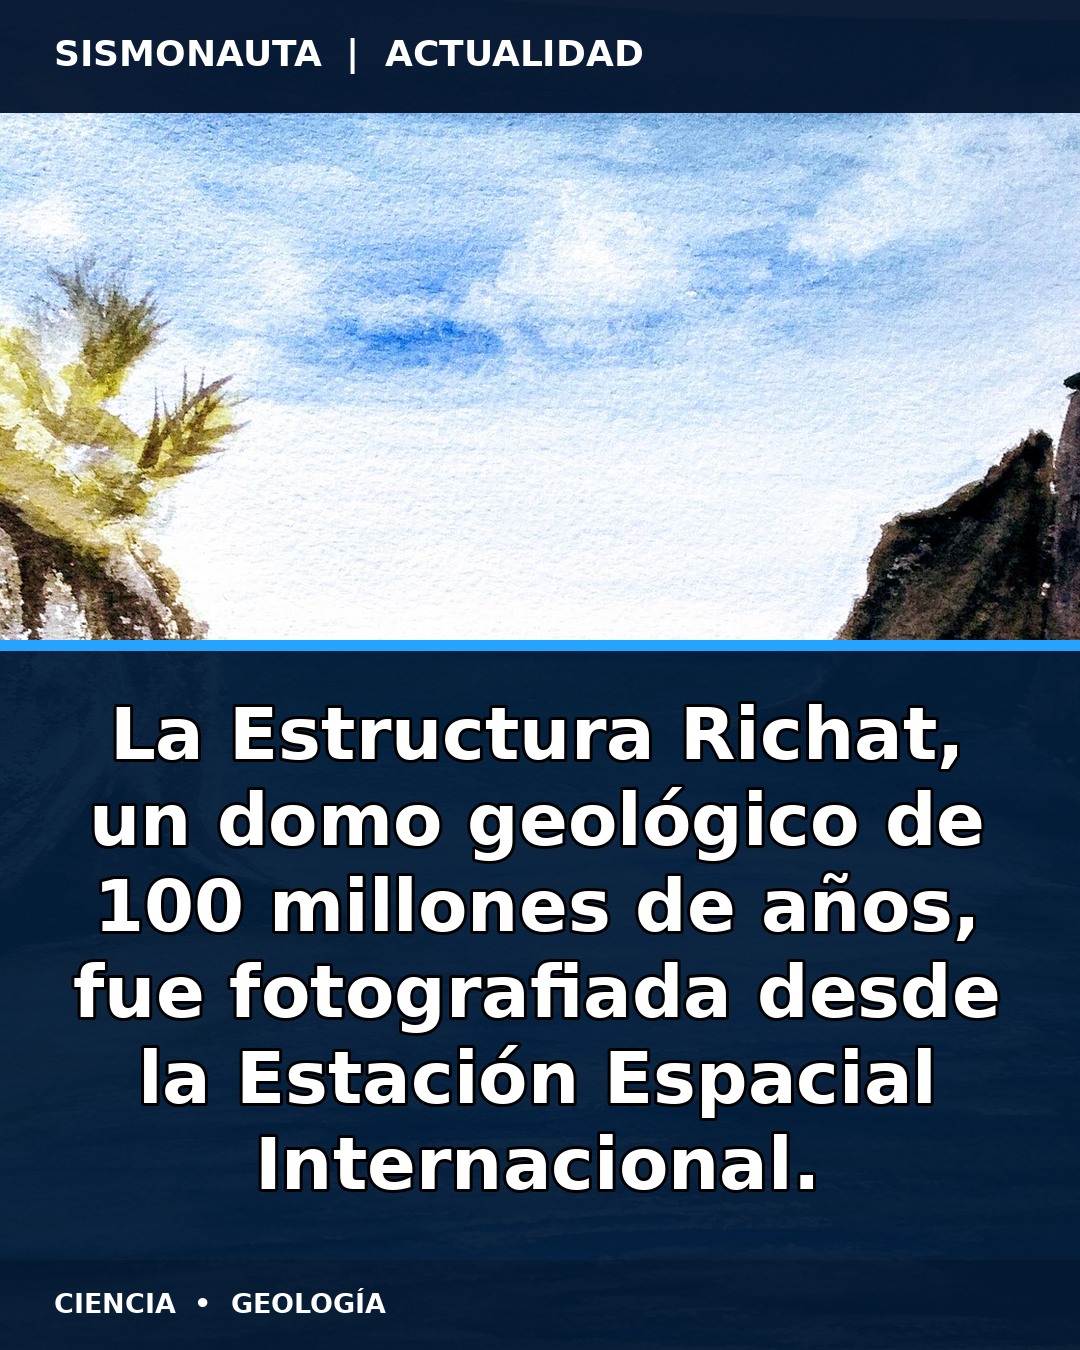 SISMONAUTA | ACTUALIDAD
La Estructura Richat,
un domo geológico de
100 millones de años,
fue fotografiada desde
la Estación Espacial
Internacional.
CIENCIA • GEOLOGÍA